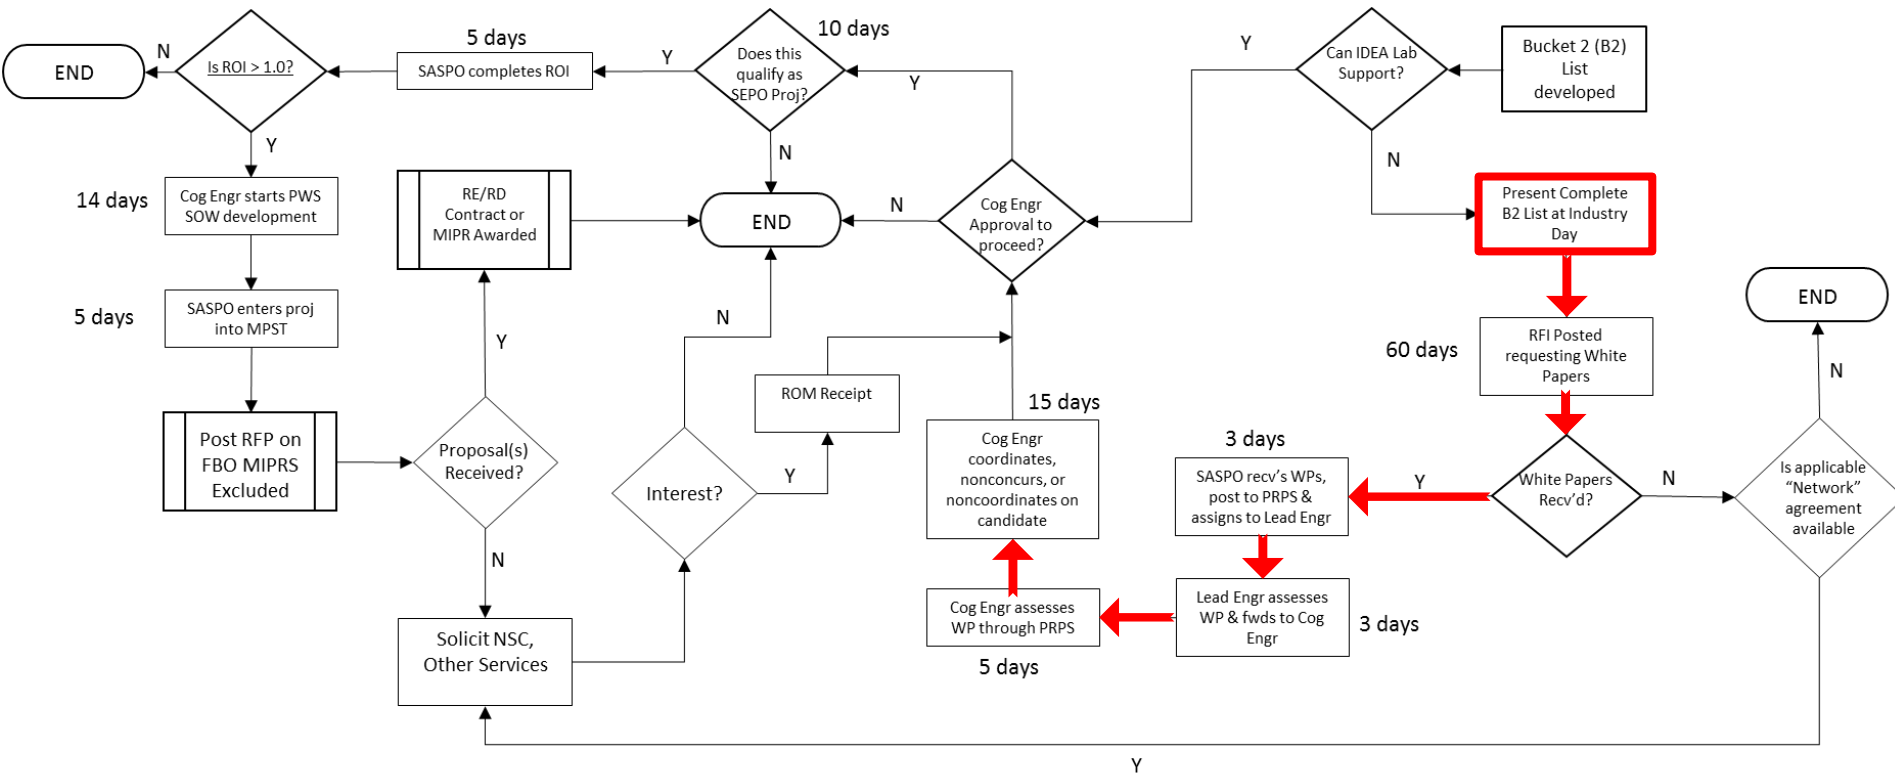 END
N
Is ROI > 1.0?
Y
5 days
SASPO completes ROI
Y
Does this
qualify as
SEPO Proj?
10 days
Y
N
Y
Can IDEA Lab
Support?
N
Bucket 2 (B2)
List
developed
14 days
Cog Engr starts PWS
SOW development
RE/RD
Contract or
MIPR Awarded
END
N
Cog Engr
Approval to
proceed?
Present Complete
B2 List at Industry
Day
5 days
SASPO enters proj
into MPST
Y
N
60 days
RFI Posted
requesting White
Papers
END
N
ROM Receipt
15 days
Post RFP on
FBO MIPRS
Excluded
Proposal(s)
Received?
N
Interest?
Y
Cog Engr
coordinates,
nonconcurs, or
noncoordinates on
candidate
3 days
SASPO recv's WPs,
post to PRPS &
assigns to Lead Engr
Y
White Papers
Recv'd?
N
Is applicable
“Network”
agreement
available
Solicit NSC,
Other Services
Cog Engr assesses
WP through PRPS
5 days
Lead Engr assesses
WP & fwds to Cog
Engr
3 days
Y